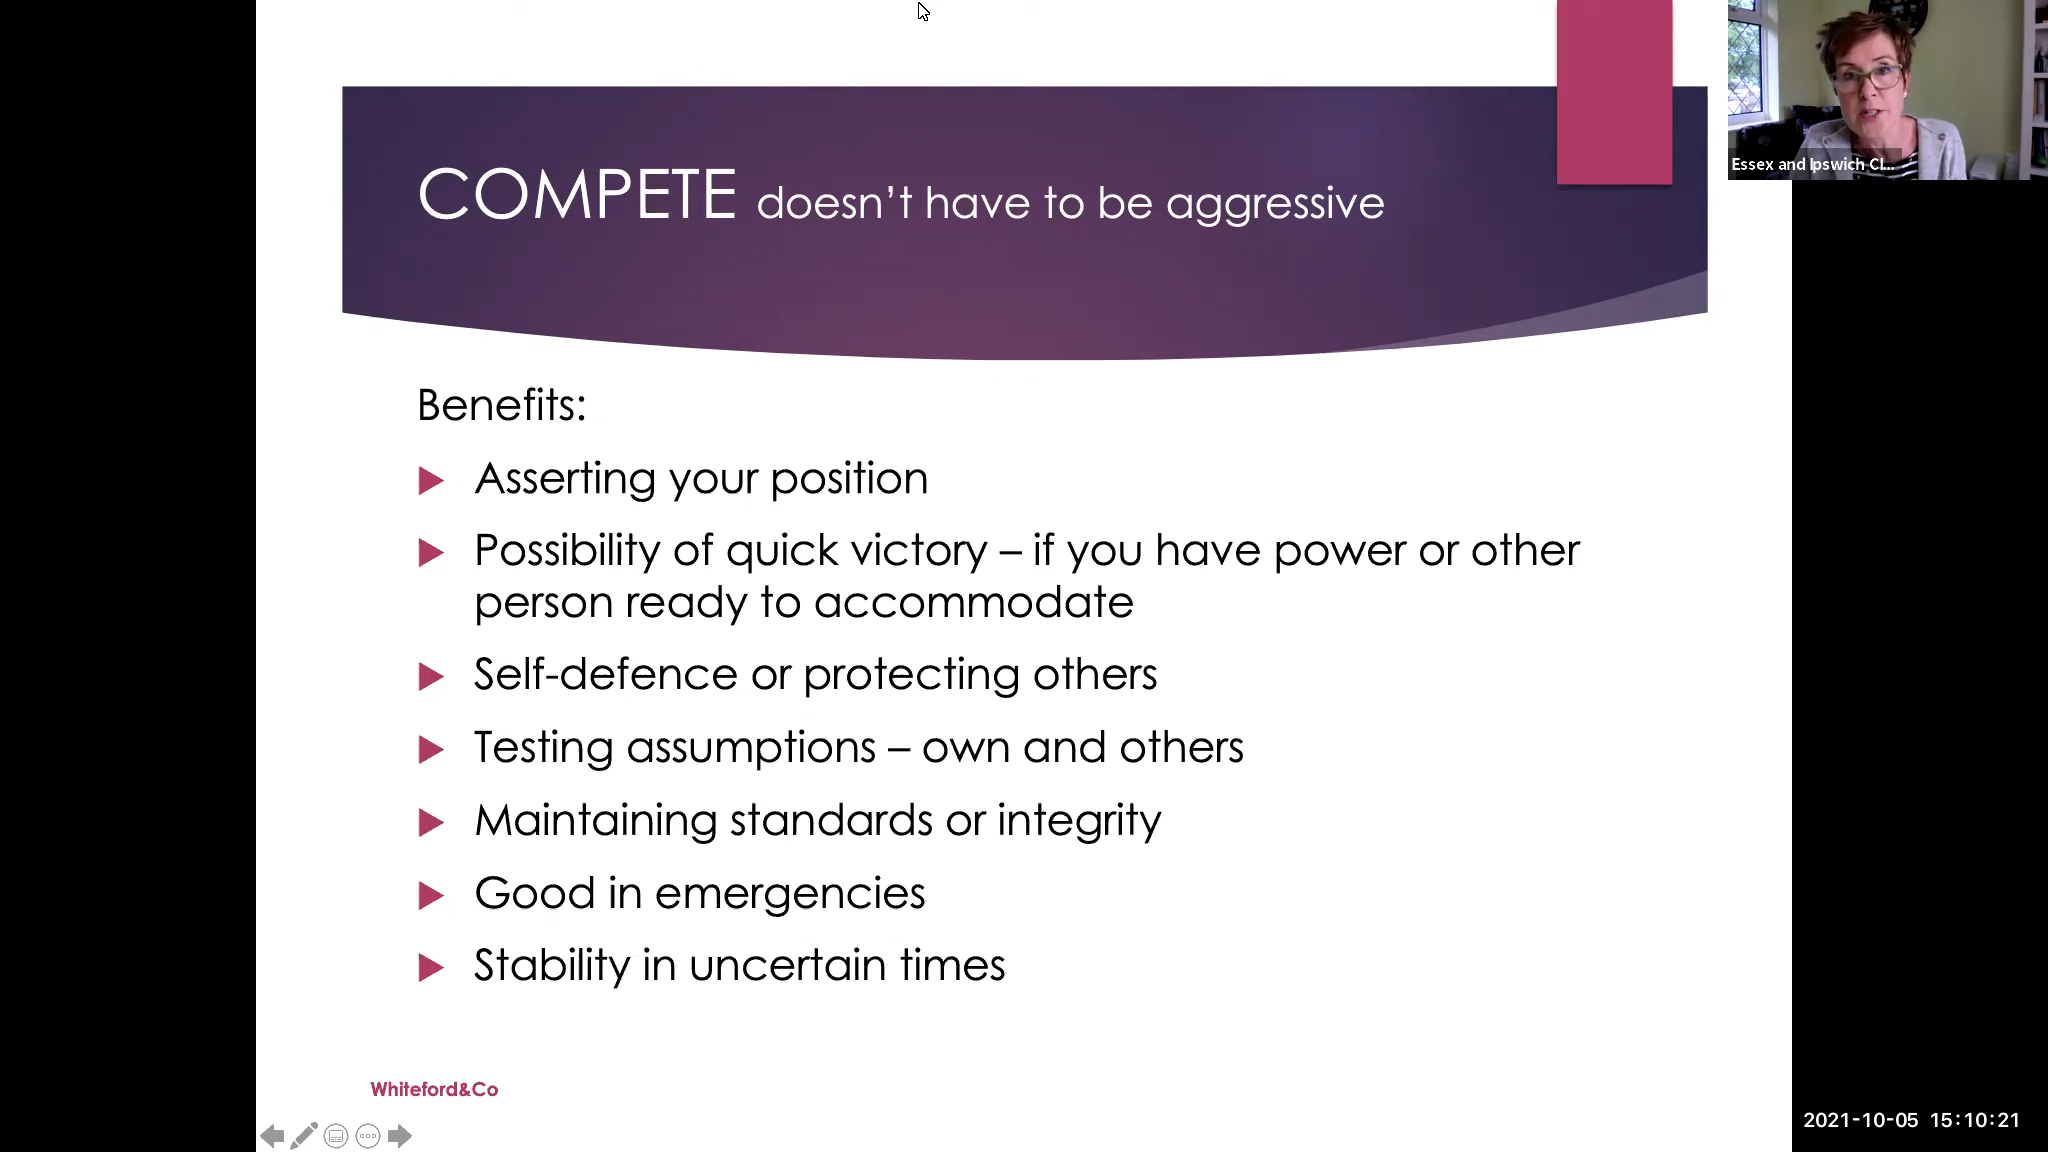 COMPETE doesn’t have to be aggressive
Essex and Ipswich Cl...
Benefits:
Asserting your position
Possibility of quick victory – if you have power or other
person ready to accommodate
Self-defence or protecting others
Testing assumptions – own and others
Maintaining standards or integrity
Good in emergencies
Stability in uncertain times
Whiteford&Co
2021-10-05 15:10:21